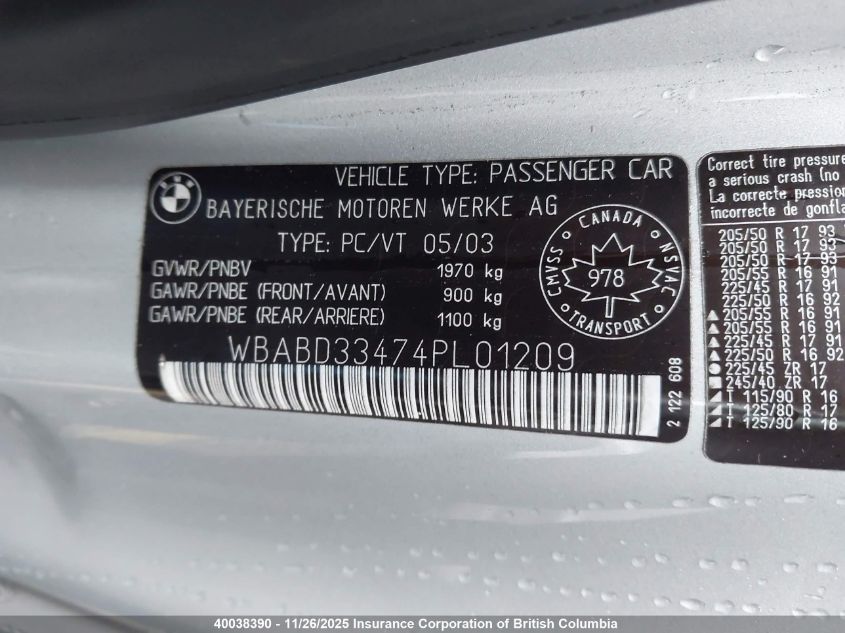 VEHICLE TYPE: PASSENGER CAR
BAYERISCHE MOTOREN WERKE AG
TYPE: PC/VT 05/03
GVWR/PNBV 1970 kg
GAWR/PNBE (FRONT/AVANT) 900 kg
GAWR/PNBE (REAR/ARRIERE) 1100 kg
WBABD33474PL01209
2 122 608
BMW
CANADA
CMVSS
978
NSVAC
TRANSPORT
Correct tire pressure
a serious crash (no
La correcte pression
incorrecte de gonfla
205/50 R 17 93
205/50 R 17 93
205/50 R 17 93
205/55 R 16 91
225/45 R 17 91
225/50 R 16 92
205/55 R 16 91
205/55 R 16 91
225/45 R 17 91
225/50 R 16 92
225/45 ZR 17
245/40 ZR 17
T 115/90 R 16
T 125/80 R 17
T 125/90 R 16
40038390 - 11/26/2025 Insurance Corporation of British Columbia